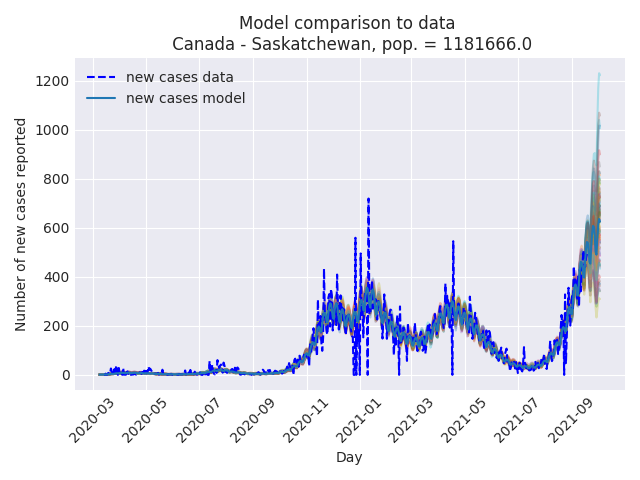 Model comparison to data
Canada - Saskatchewan, pop. = 1181666.0
new cases data
new cases model
Number of new cases reported
1200
1000
800
600
400
200
0
2020-03
2020-05
2020-07
2020-09
2020-11
2021-01
2021-03
2021-05
2021-07
2021-09
Day